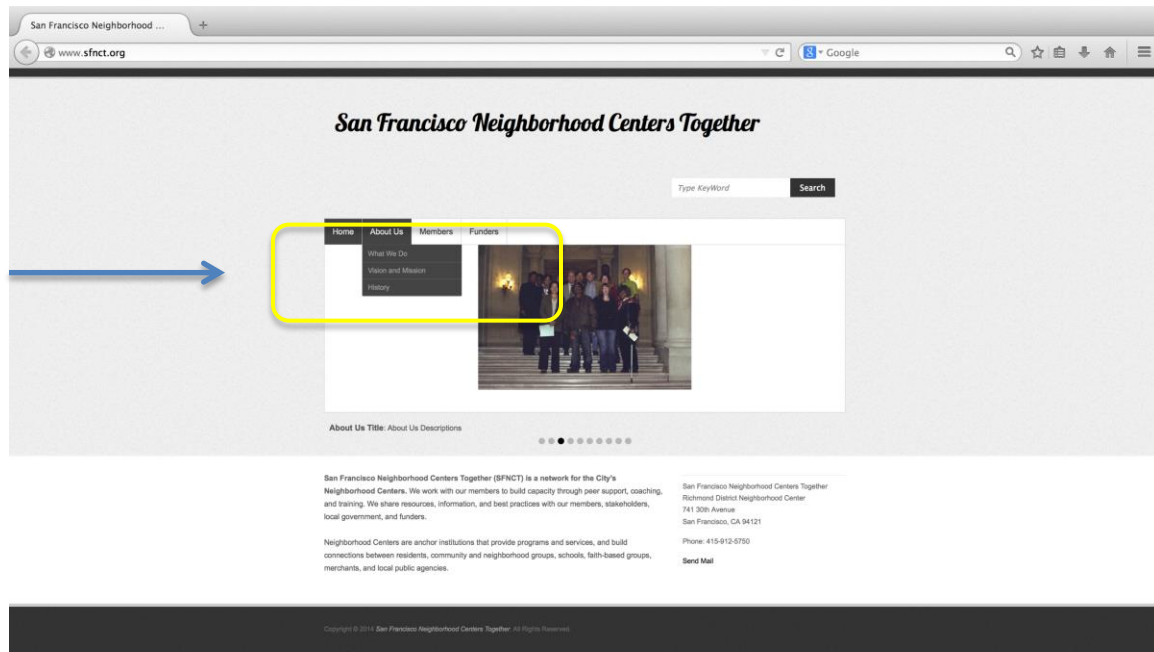 San Francisco Neighborhood ...
www.sfnct.org
Google
San Francisco Neighborhood Centers Together
Type KeyWord
Search
Home About Us Members Funders
What We Do
Vision and Mission
History
About Us Title: About Us Descriptions
San Francisco Neighborhood Centers Together (SFNCT) is a network for the City's
Neighborhood Centers. We work with our members to build capacity through peer support, coaching,
and training. We share resources, information, and best practices with our members, stakeholders,
local government, and funders.
Neighborhood Centers are anchor institutions that provide programs and services, and build
connections between residents, community and neighborhood groups, schools, faith-based groups,
merchants, and local public agencies.
San Francisco Neighborhood Centers Together
Richmond District Neighborhood Center
741 30th Avenue
San Francisco, CA 94121
Phone: 415-912-5750
Send Mail
Copyright © 2014 San Francisco Neighborhood Centers Together. All Rights Reserved.